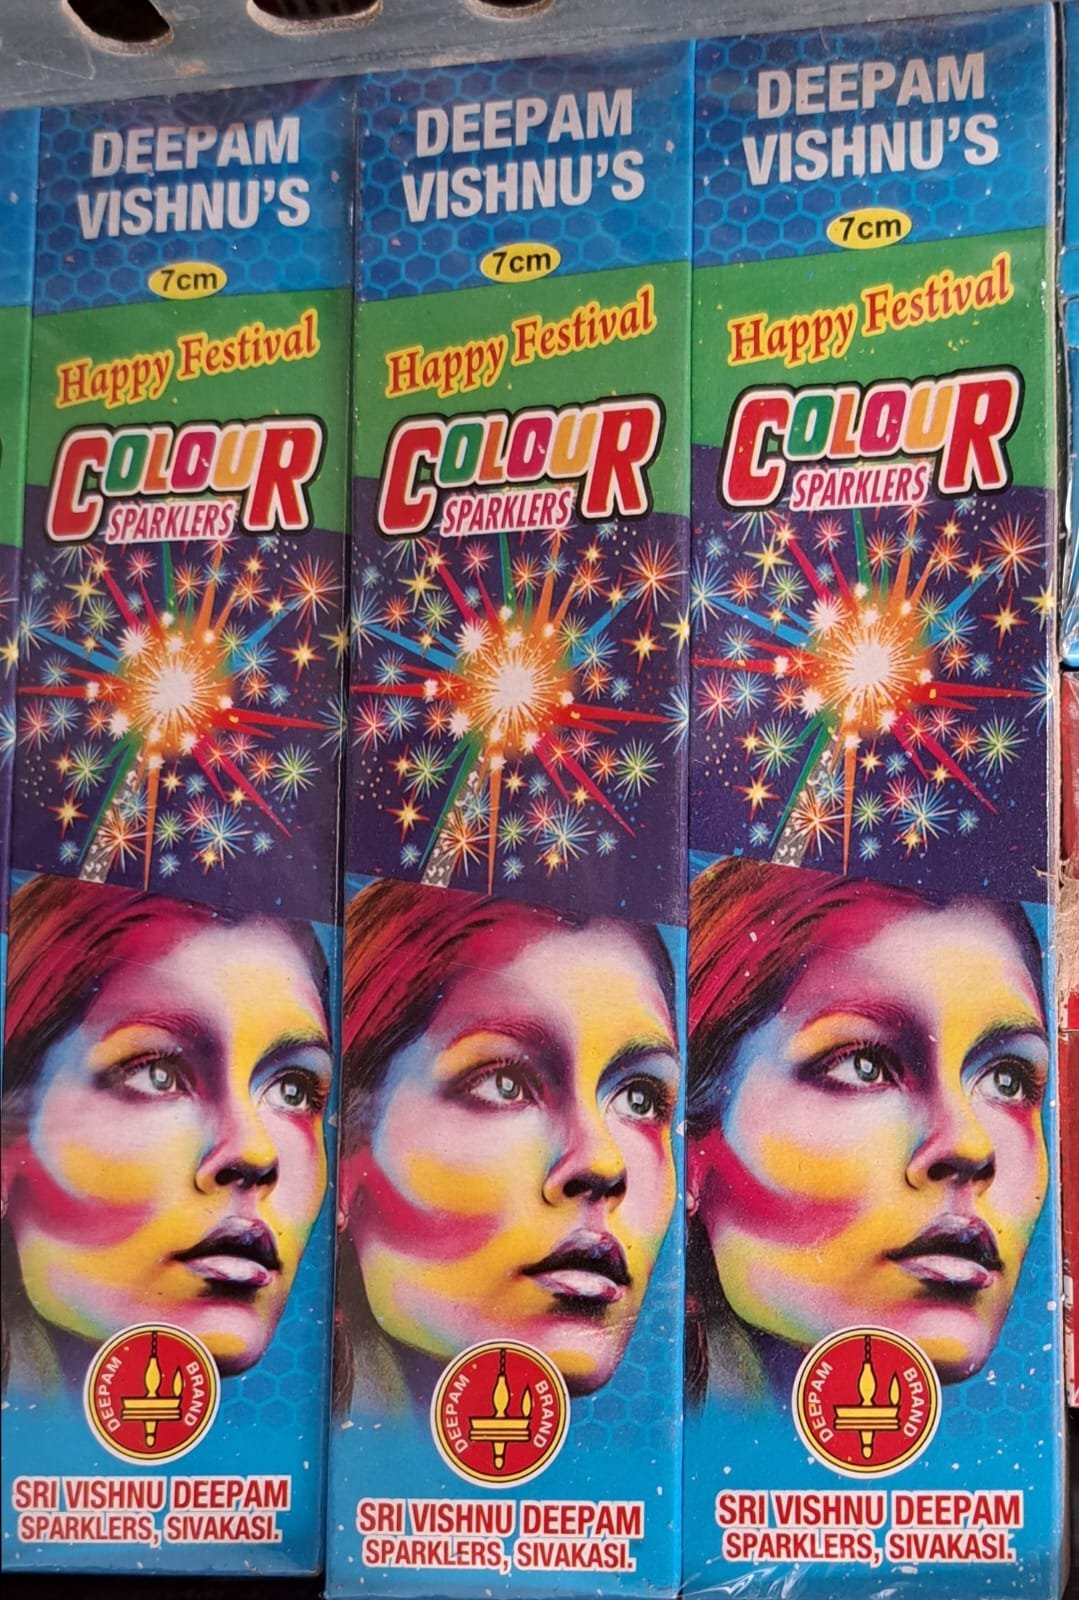 DEEPAM
VISHNU'S
7cm
Happy Festival
COLOUR
SPARKLERS
DEEPAM BRAND
SRI VISHNU DEEPAM
SPARKLERS, SIVAKASI.
DEEPAM
VISHNU'S
7cm
Happy Festival
COLOUR
SPARKLERS
DEEPAM BRAND
SRI VISHNU DEEPAM
SPARKLERS, SIVAKASI.
DEEPAM
VISHNU'S
7cm
Happy Festival
COLOUR
SPARKLERS
DEEPAM BRAND
SRI VISHNU DEEPAM
SPARKLERS, SIVAKASI.